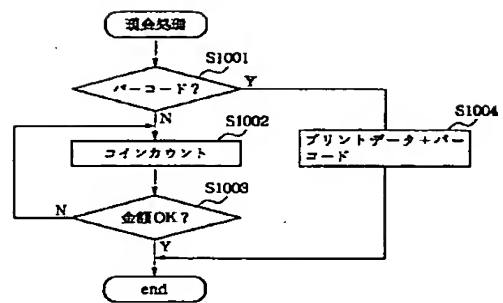 現金処理
S1001
バーコード?
Y
N
S1002
コインカウント
S1004
プリントデータ+バー
コード
S1003
金額OK?
N
Y
end